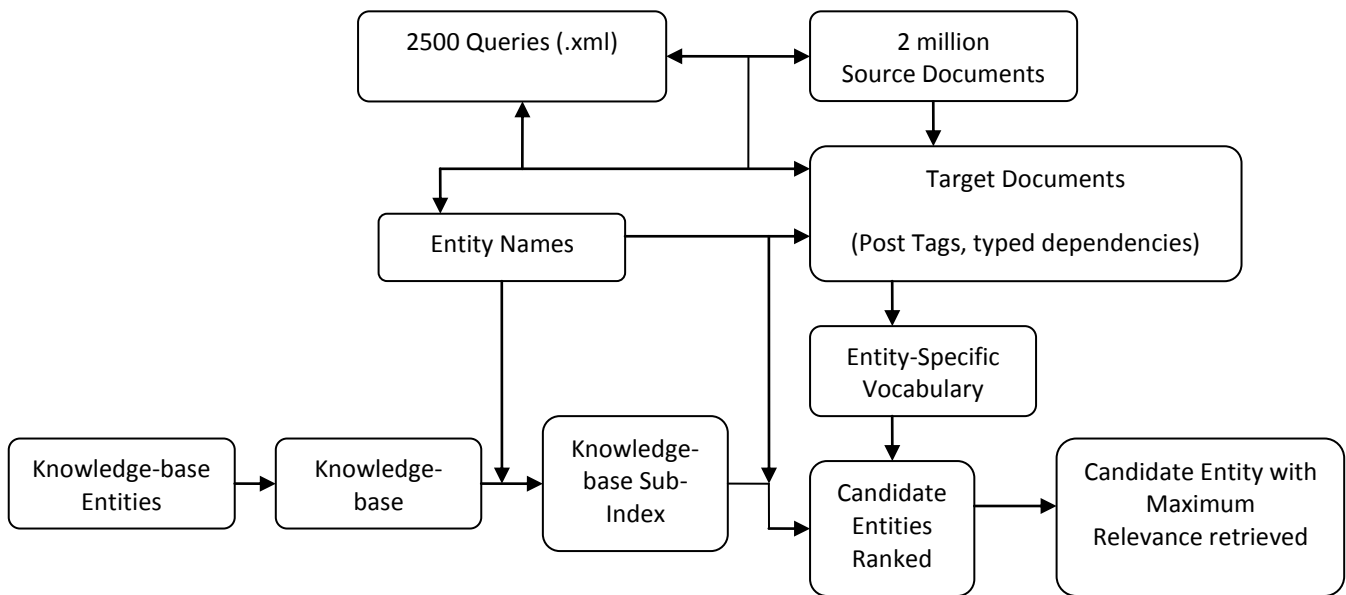 2500 Queries (.xml)
2 million
Source Documents
Target Documents
(Post Tags, typed dependencies)
Entity Names
Entity-Specific
Vocabulary
Knowledge-base
Entities
Knowledge-
base
Knowledge-
base Sub-
Index
Candidate
Entities
Ranked
Candidate Entity with
Maximum
Relevance retrieved